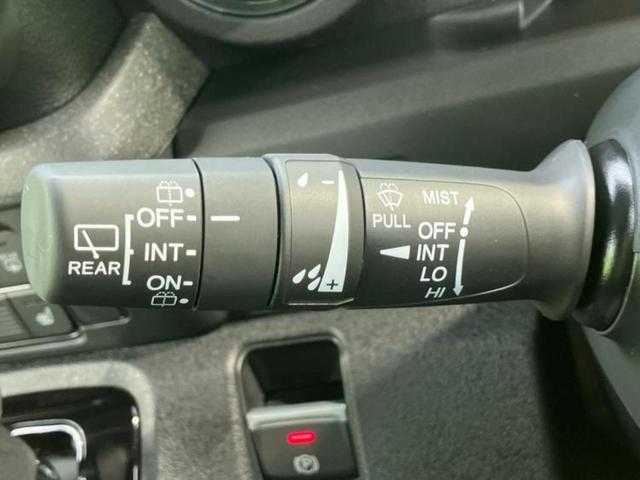 REAR
OFF
INT
ON
-
+
PULL
MIST
OFF
INT
LO
HI
P